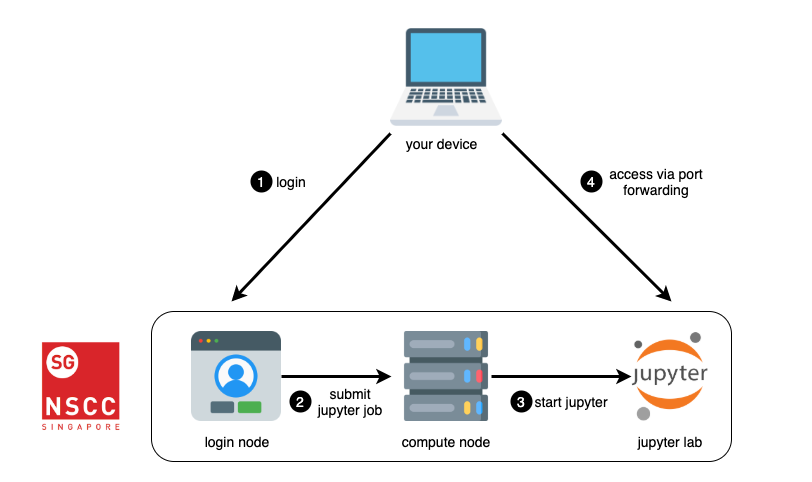 your device
1 login
4 access via port
forwarding
SG
NSCC
SINGAPORE
2 submit
jupyter job
3 start jupyter
jupyter
login node
compute node
jupyter lab